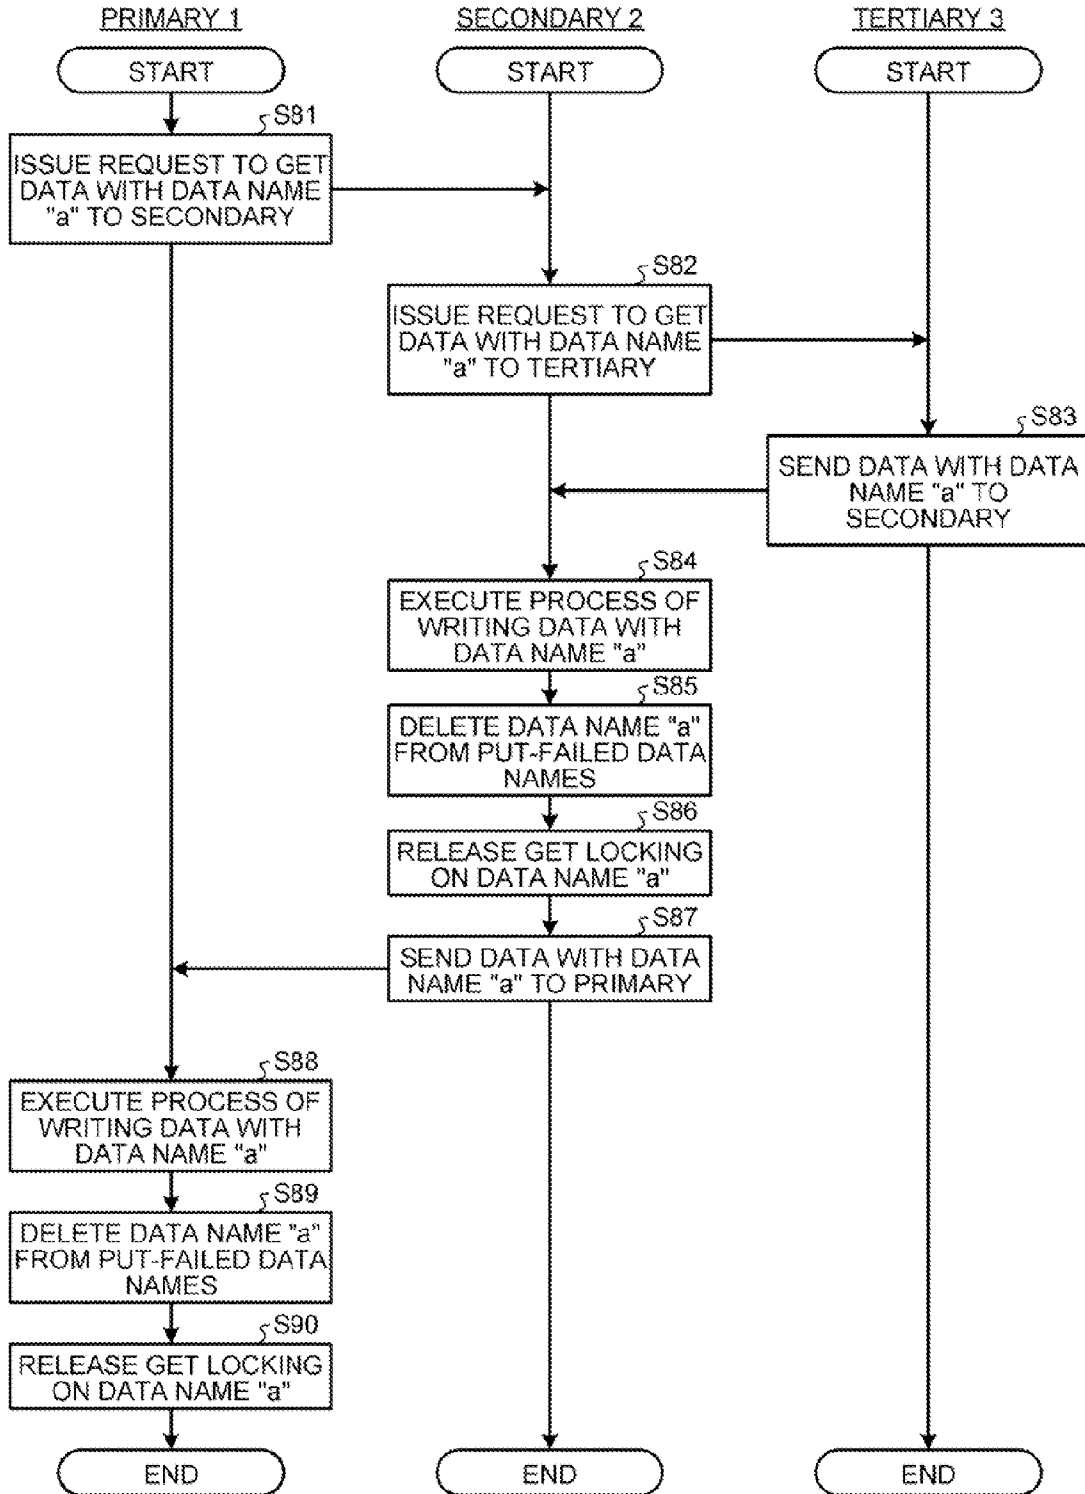 PRIMARY 1
SECONDARY 2
TERTIARY 3
START
START
START
S81
ISSUE REQUEST TO GET
DATA WITH DATA NAME
"a" TO SECONDARY
S82
ISSUE REQUEST TO GET
DATA WITH DATA NAME
"a" TO TERTIARY
S83
SEND DATA WITH DATA
NAME "a" TO
SECONDARY
S84
EXECUTE PROCESS OF
WRITING DATA WITH
DATA NAME "a"
S85
DELETE DATA NAME "a"
FROM PUT-FAILED DATA
NAMES
S86
RELEASE GET LOCKING
ON DATA NAME "a"
S87
SEND DATA WITH DATA
NAME "a" TO PRIMARY
S88
EXECUTE PROCESS OF
WRITING DATA WITH
DATA NAME "a"
S89
DELETE DATA NAME "a"
FROM PUT-FAILED DATA
NAMES
S90
RELEASE GET LOCKING
ON DATA NAME "a"
END
END
END